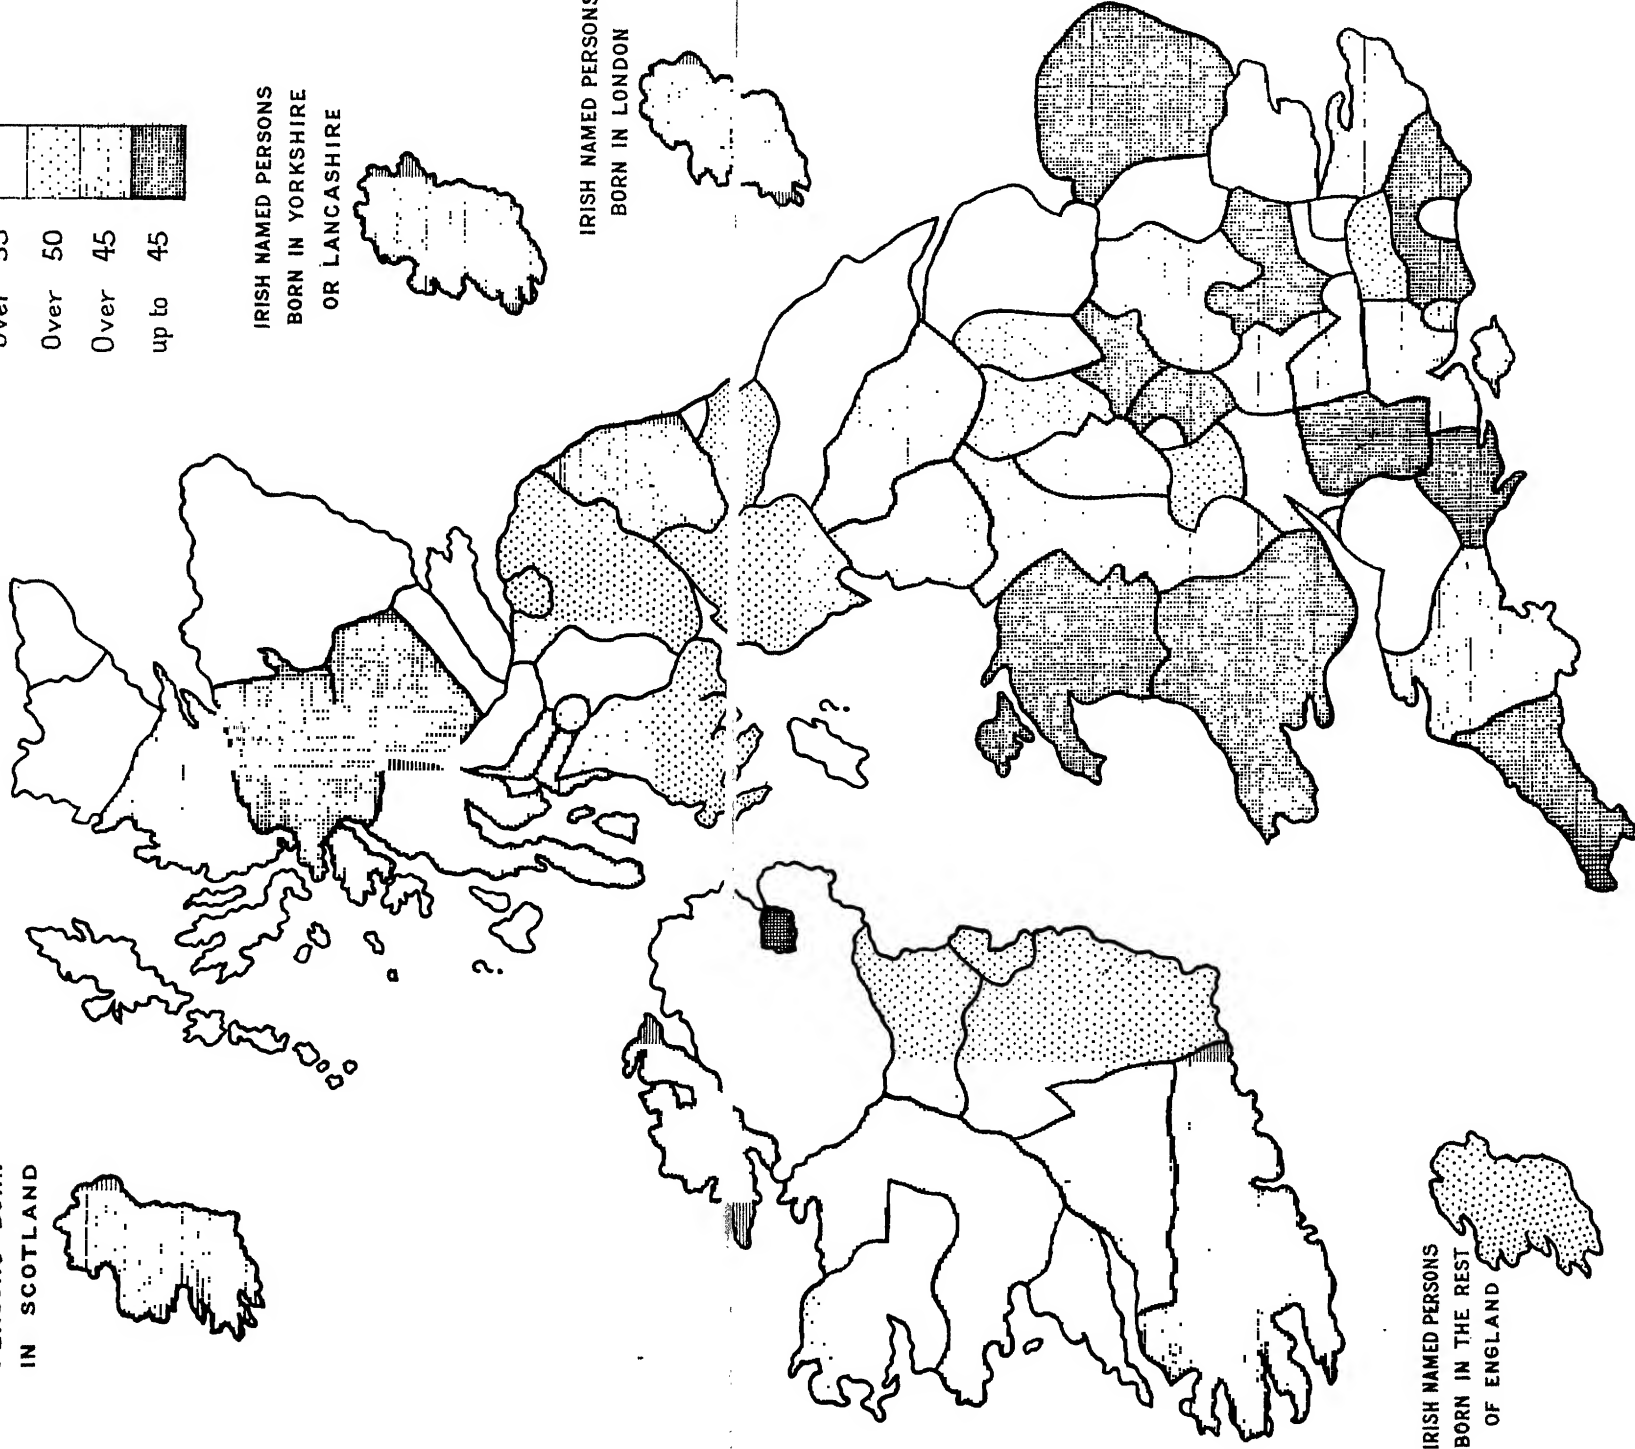 Over 50
Over 45
up to 45
IRISH NAMED PERSONS
BORN IN YORKSHIRE
OR LANCASHIRE
IRISH NAMED PERSONS
BORN IN LONDON
IN SCOTLAND
?
?
IRISH NAMED PERSONS
BORN IN THE REST
OF ENGLAND